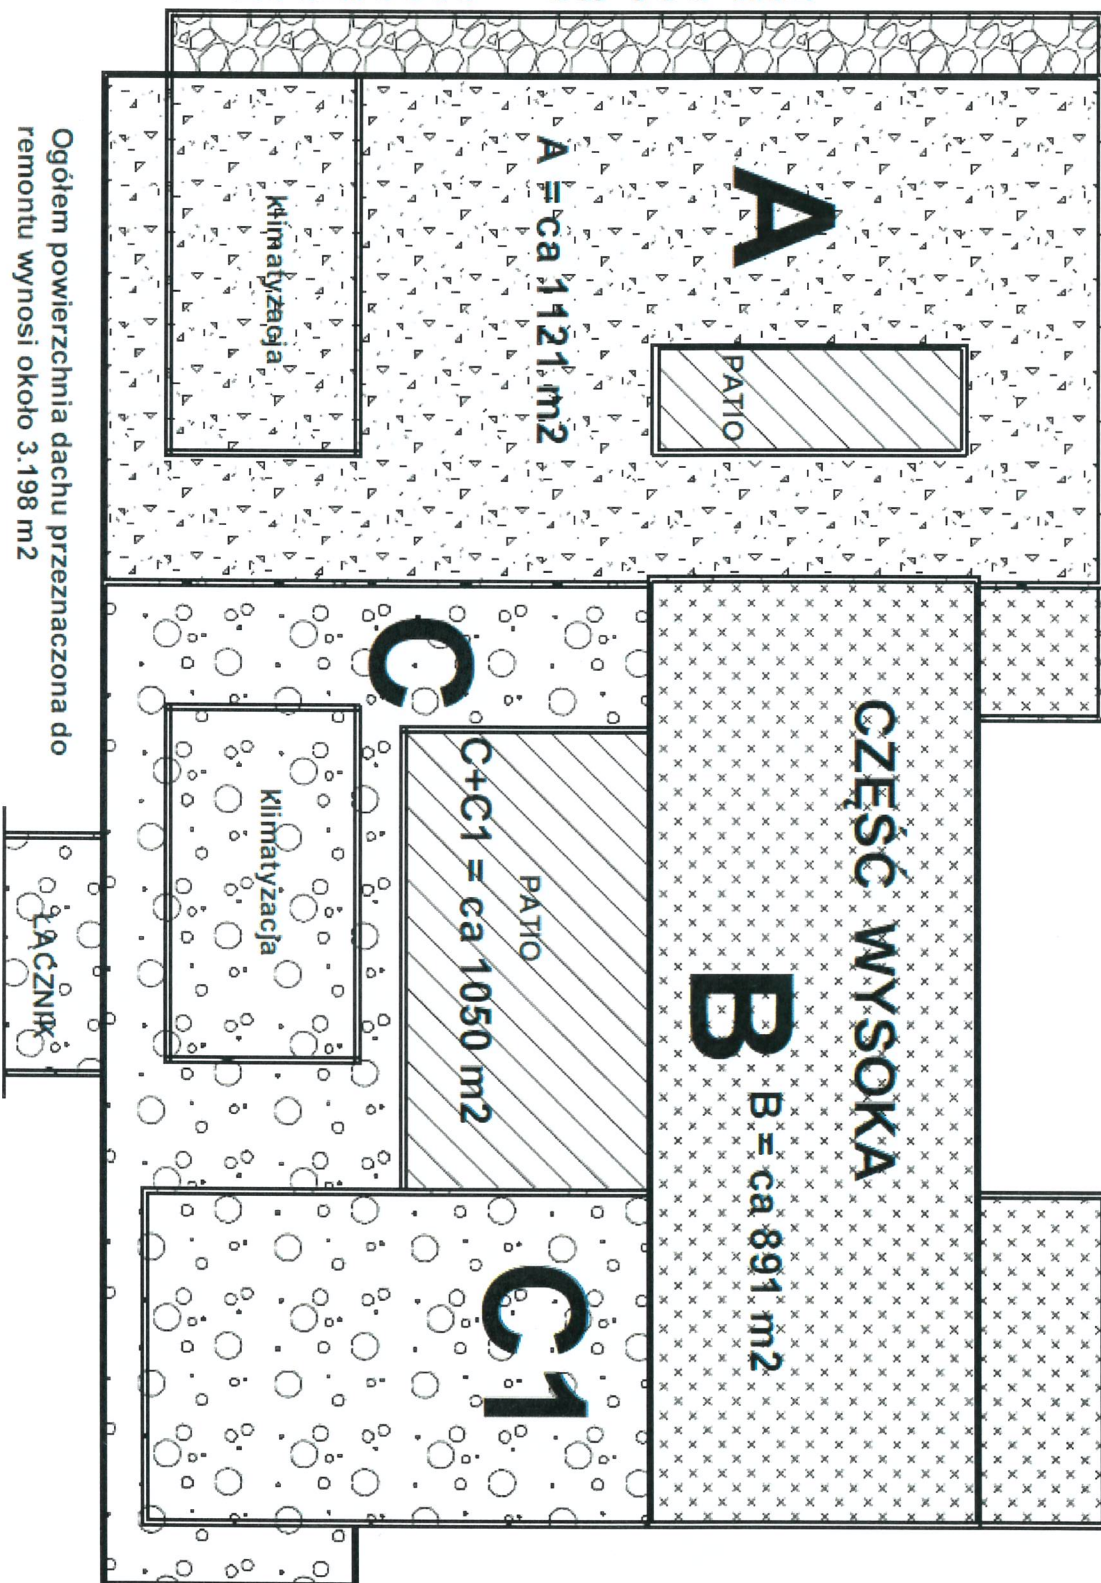 CZĘŚĆ WYSOKA
A
PATIO
B
B = ca 891 m2
A = ca 1121 m2
C
PATIO
C+C1 = ca 1050 m2
C1
klimatyzacja
klimatyzacja
ŁĄCZNIK
Ogółem powierzchnia dachu przeznaczona do
remontu wynosi około 3.198 m2